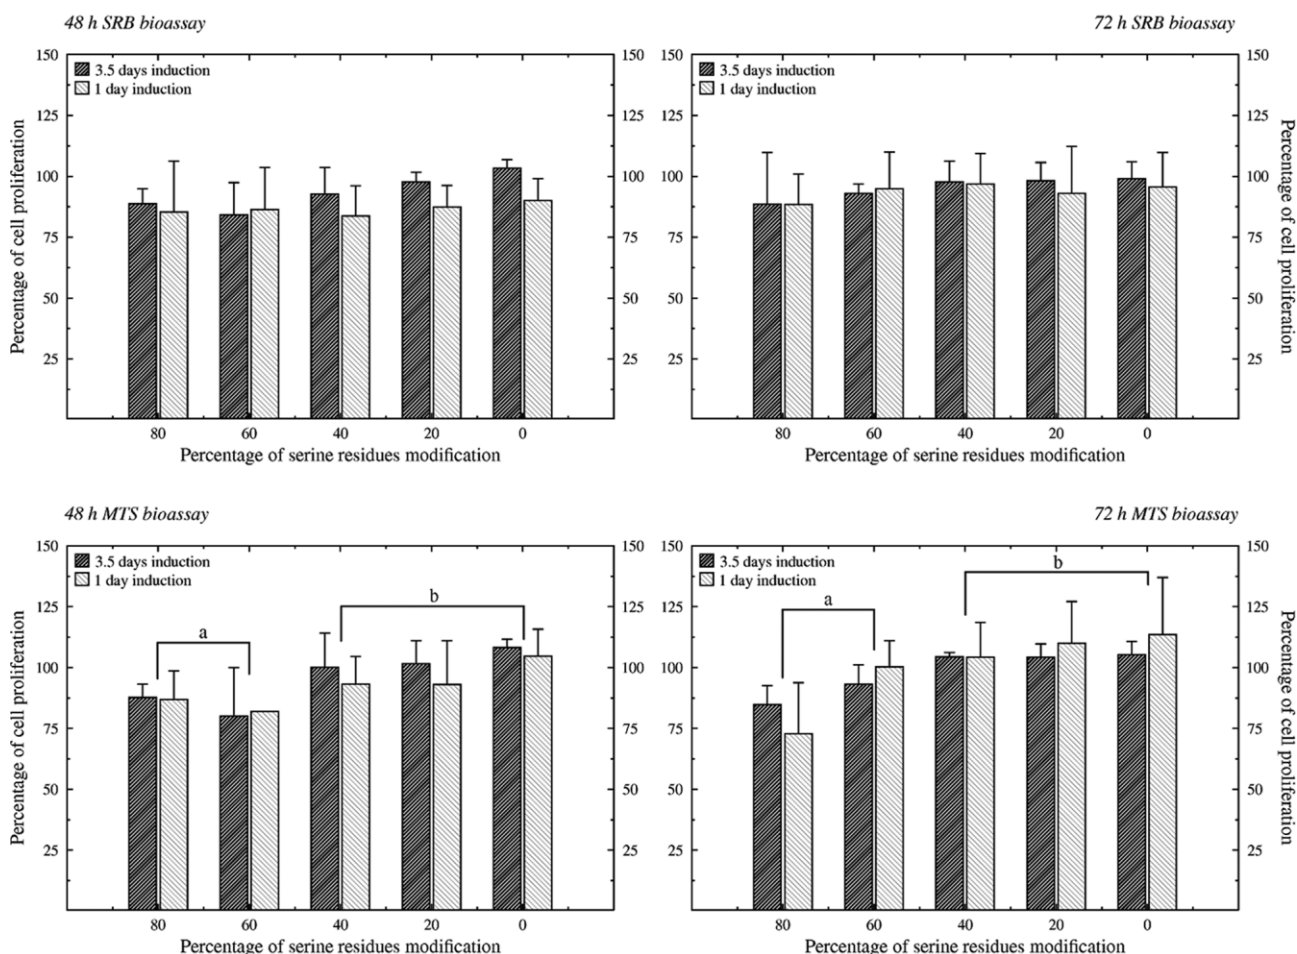 48 h SRB bioassay
150
125
100
75
50
25
Percentage of cell proliferation
3.5 days induction
1 day induction
150
125
100
75
50
25
80 60 40 20 0
Percentage of serine residues modification
72 h SRB bioassay
3.5 days induction
1 day induction
150
125
100
75
50
25
Percentage of cell proliferation
80 60 40 20 0
Percentage of serine residues modification
48 h MTS bioassay
150
125
100
75
50
25
Percentage of cell proliferation
3.5 days induction
1 day induction
a
b
150
125
100
75
50
25
80 60 40 20 0
Percentage of serine residues modification
72 h MTS bioassay
3.5 days induction
1 day induction
a
b
150
125
100
75
50
25
Percentage of cell proliferation
80 60 40 20 0
Percentage of serine residues modification